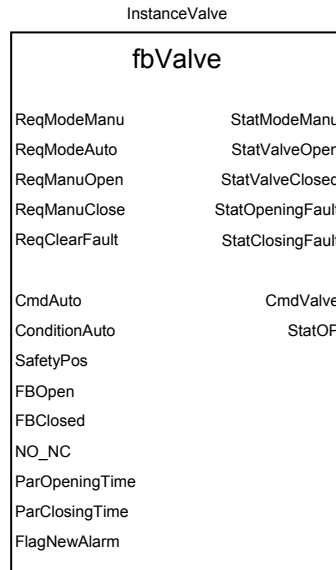 InstanceValve
fbValve
ReqModeManu StatModeManu
ReqModeAuto StatValveOpen
ReqManuOpen StatValveClosed
ReqManuClose StatOpeningFault
ReqClearFault StatClosingFault
CmdAuto CmdValve
ConditionAuto StatOP
SafetyPos
FBOpen
FBClosed
NO_NC
ParOpeningTime
ParClosingTime
FlagNewAlarm